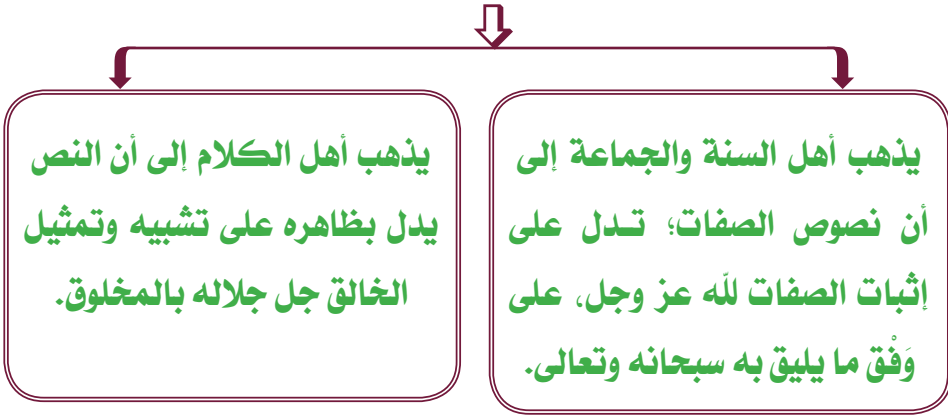 يذهب أهل السنة والجماعة إلى
أن نصوص الصفات؛ تـدل على
إثبات الصفات لله عز وجل، على
وَفْق ما يليق به سبحانه وتعالى.
يذهب أهل الكلام إلى أن النص
يدل بظاهره على تشبيه وتمثيل
الخالق جل جلاله بالمخلوق.